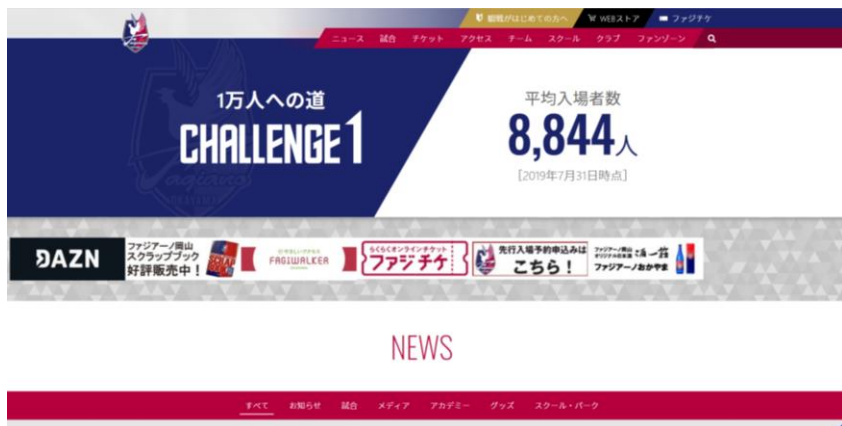 観戦がはじめての方へ
WEBストア
ファジチケ
ニュース 試合 チケット アクセス チーム スクール クラブ ファンゾーン
1万人への道
CHALLENGE 1
平均入場者数
8,844人
[2019年7月31日時点]
DAZN
ファジアーノ岡山
スクラップブック
好評販売中！
FAGIWALKER
らくらくオンラインチケット
ファジチケ
先行入場予約申込みは
こちら！
ファジアーノおかやま
NEWS
すべて お知らせ 試合 メディア アカデミー グッズ スクール・パーク